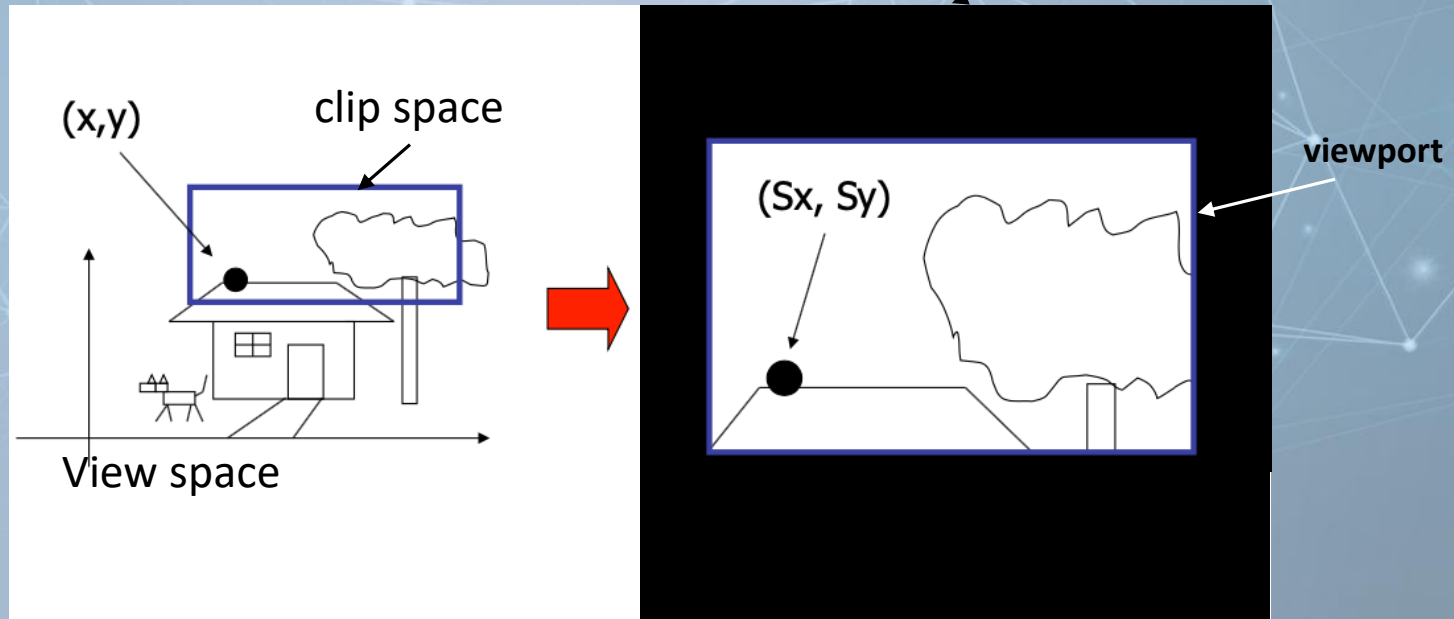 (x,y)
clip space
View space
(Sx, Sy)
viewport